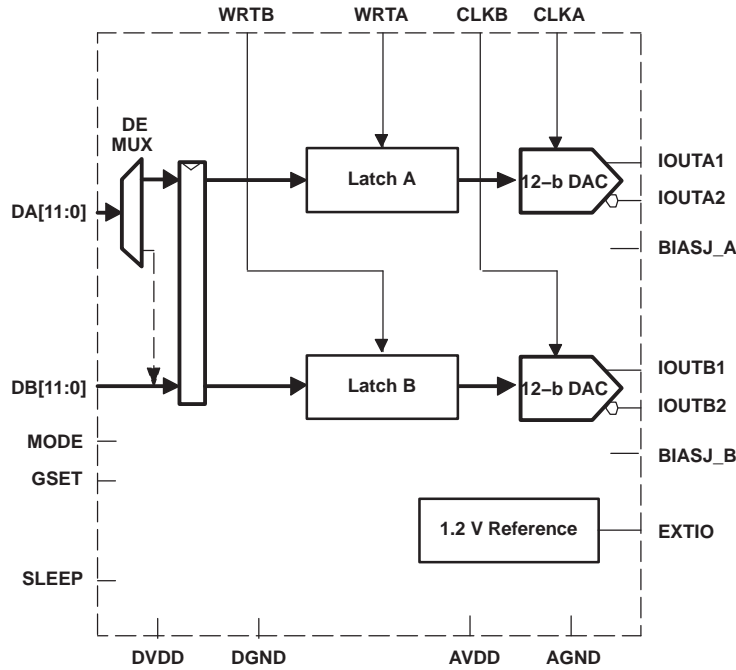 WRTB WRTA CLKB CLKA
DE
MUX
Latch A
12–b DAC
IOUTA1
DA[11:0]
IOUTA2
BIASJ_A
IOUTB1
DB[11:0]
Latch B
12–b DAC
IOUTB2
MODE
BIASJ_B
GSET
1.2 V Reference
EXTIO
SLEEP
DVDD DGND AVDD AGND